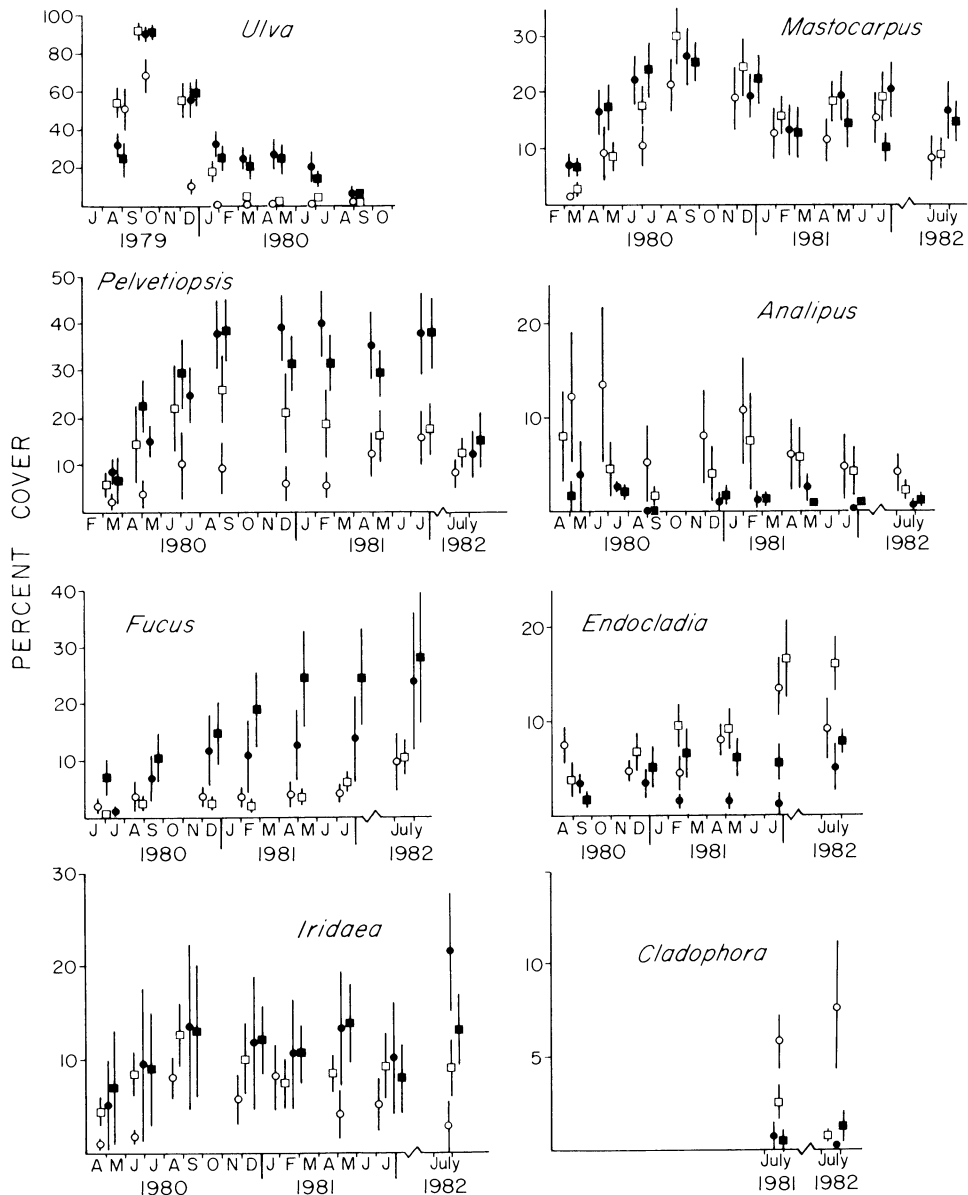 PERCENT COVER
Ulva
100
80
60
40
20
J A S O N D J F M A M J J A S O
1979 1980
Mastocarpus
30
20
10
F M A M J J A S O N D J F M A M J J July
1980 1981 1982
Pelvetiopsis
50
40
30
20
10
F M A M J J A S O N D J F M A M J J July
1980 1981 1982
Analipus
20
10
A M J J A S O N D J F M A M J J July
1980 1981 1982
Fucus
40
30
20
10
J J A S O N D J F M A M J J July
1980 1981 1982
Endocladia
20
10
A S O N D J F M A M J J July
1980 1981 1982
Iridaea
30
20
10
A M J J A S O N D J F M A M J J July
1980 1981 1982
Cladophora
10
5
July July
1981 1982